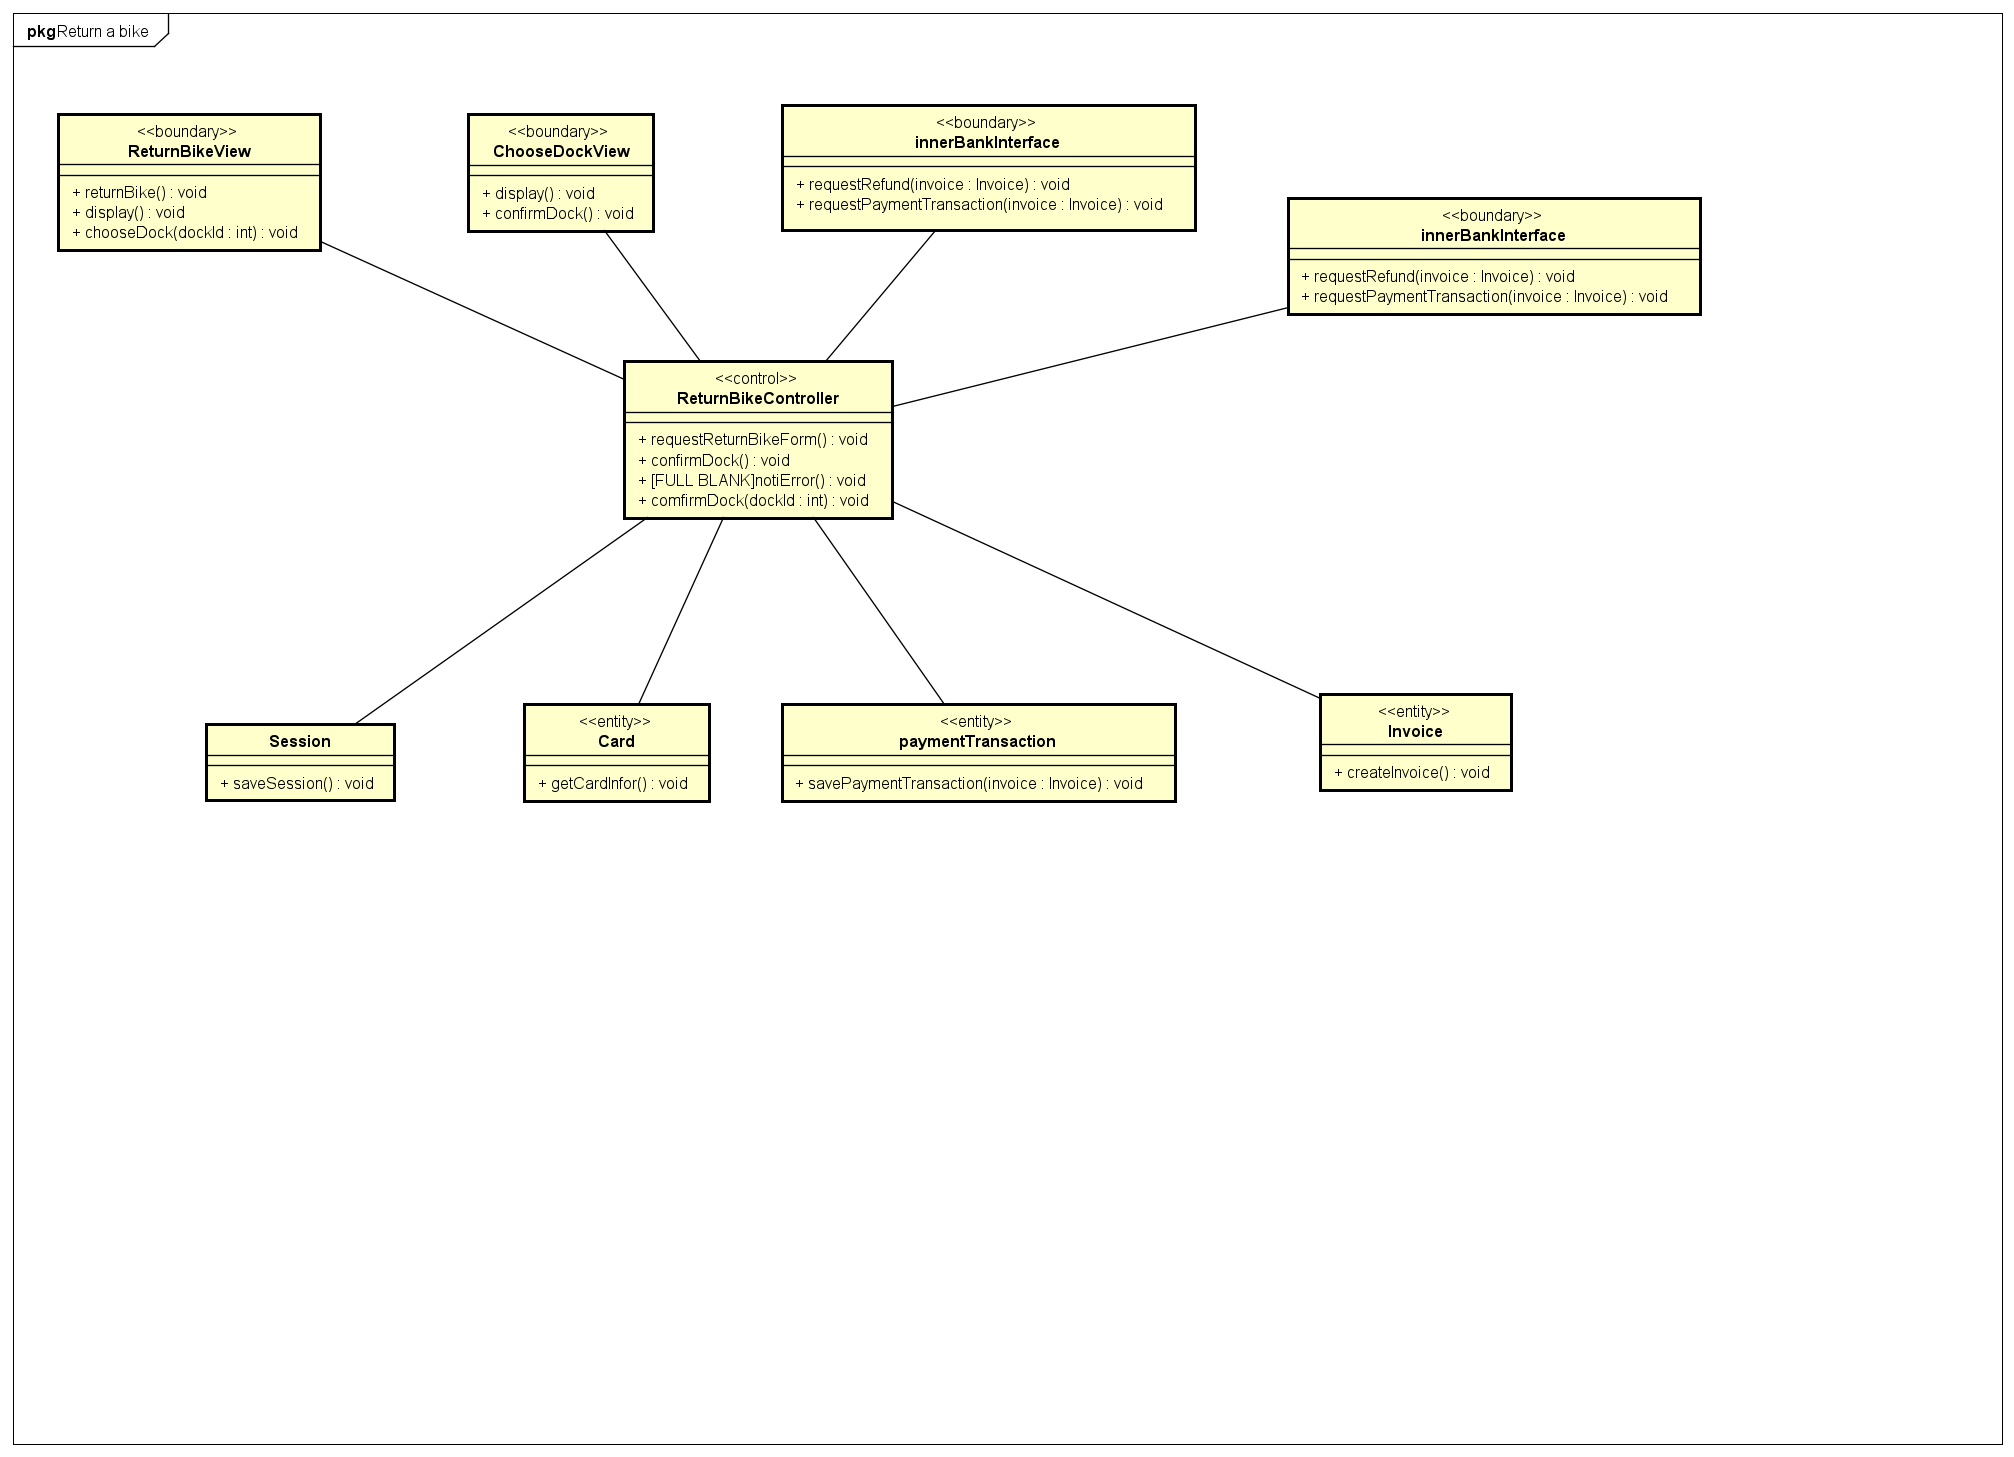 pkgReturn a bike
<<boundary>>
ReturnBikeView
+ returnBike() : void
+ display() : void
+ chooseDock(dockId : int) : void
<<boundary>>
ChooseDockView
+ display() : void
+ confirmDock() : void
<<boundary>>
innerBankInterface
+ requestRefund(invoice : Invoice) : void
+ requestPaymentTransaction(invoice : Invoice) : void
<<boundary>>
innerBankInterface
+ requestRefund(invoice : Invoice) : void
+ requestPaymentTransaction(invoice : Invoice) : void
<<control>>
ReturnBikeController
+ requestReturnBikeForm() : void
+ confirmDock() : void
+ [FULL BLANK]notiError() : void
+ comfirmDock(dockId : int) : void
Session
+ saveSession() : void
<<entity>>
Card
+ getCardInfor() : void
<<entity>>
paymentTransaction
+ savePaymentTransaction(invoice : Invoice) : void
<<entity>>
Invoice
+ createInvoice() : void